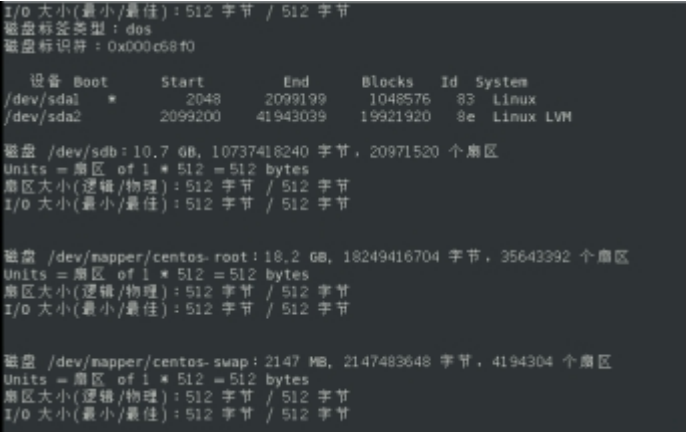 I/O 大小(最小/最佳)：512 字节 / 512 字节
磁盘标签类型：dos
磁盘标识符：0x000c68f0
设备 Boot      Start         End      Blocks   Id  System
/dev/sda1   *        2048     2099199     1048576   83  Linux
/dev/sda2         2099200    41943039    19921920   8e  Linux LVM
磁盘 /dev/sdb：10.7 GB, 10737418240 字节，20971520 个扇区
Units = 扇区 of 1 * 512 = 512 bytes
扇区大小(逻辑/物理)：512 字节 / 512 字节
I/O 大小(最小/最佳)：512 字节 / 512 字节
磁盘 /dev/mapper/centos-root：18.2 GB, 18249416704 字节，35643392 个扇区
Units = 扇区 of 1 * 512 = 512 bytes
扇区大小(逻辑/物理)：512 字节 / 512 字节
I/O 大小(最小/最佳)：512 字节 / 512 字节
磁盘 /dev/mapper/centos-swap：2147 MB, 2147483648 字节，4194304 个扇区
Units = 扇区 of 1 * 512 = 512 bytes
扇区大小(逻辑/物理)：512 字节 / 512 字节
I/O 大小(最小/最佳)：512 字节 / 512 字节